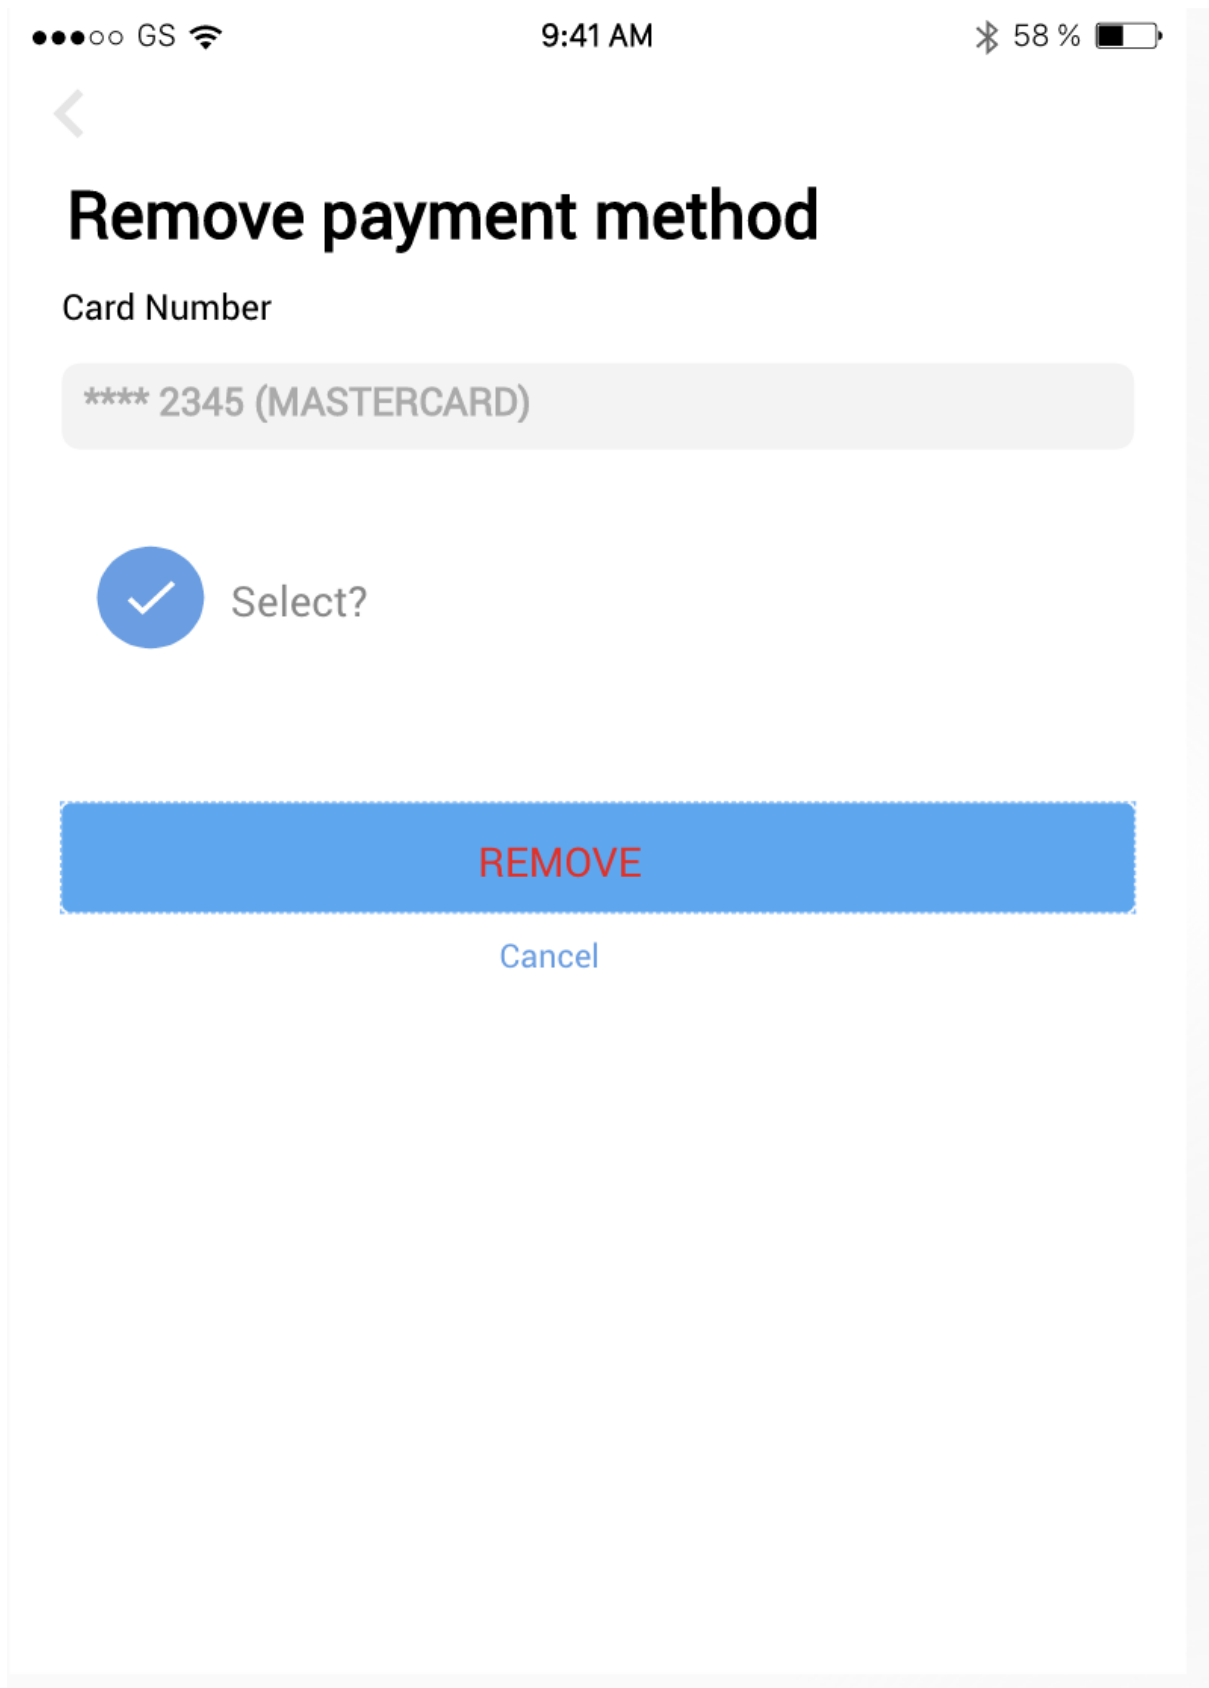 GS 9:41 AM 58 %
Remove payment method
Card Number
**** 2345 (MASTERCARD)
Select?
REMOVE
Cancel